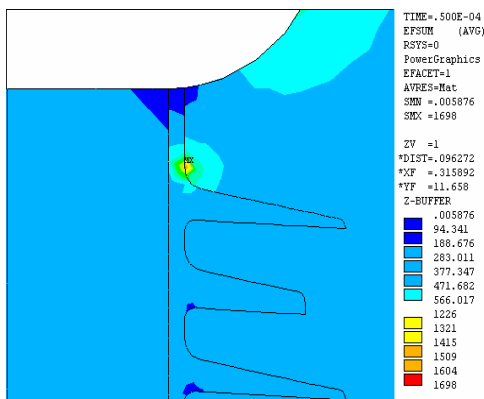 MX
TIME=.500E-04
EFSUM (AVG)
RSYS=0
PowerGraphics
EFACET=1
AVRES=Mat
SMN =.005876
SMX =1698
ZV =1
*DIST=.096272
*XF =.315892
*YF =11.658
Z-BUFFER
.005876
94.341
188.676
283.011
377.347
471.682
566.017
1226
1321
1415
1509
1604
1698